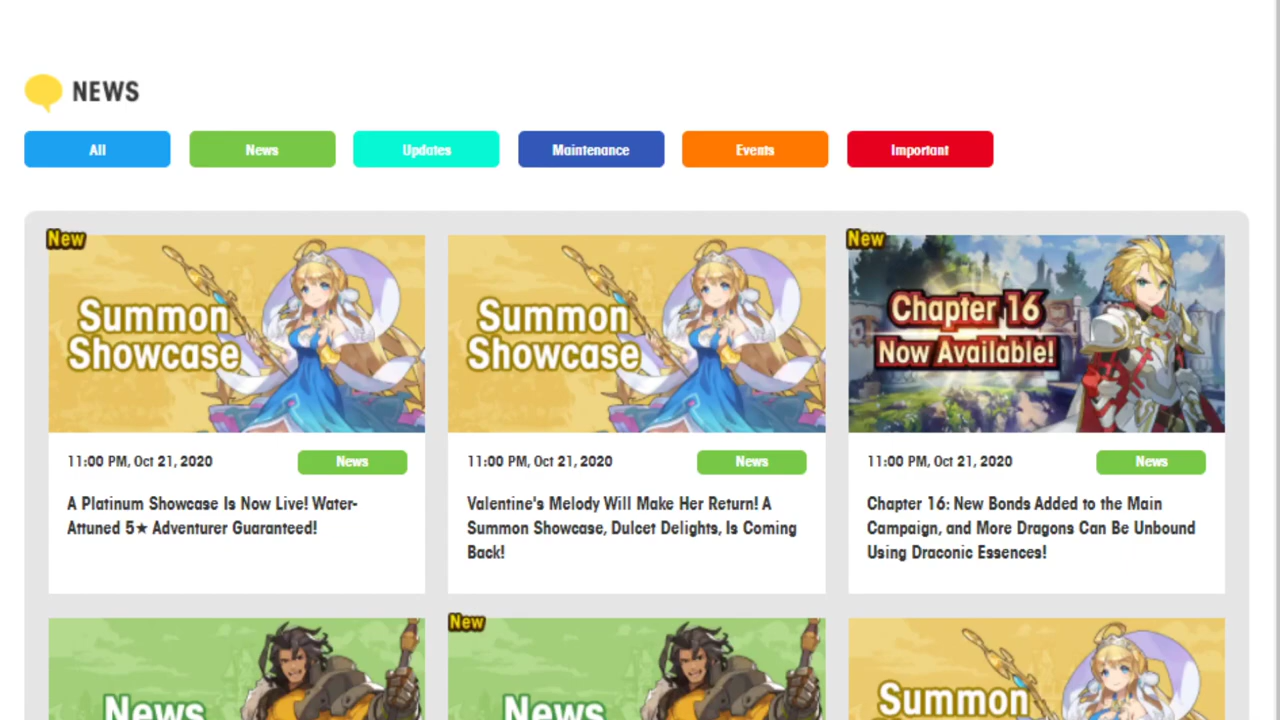 NEWS
All
News
Updates
Maintenance
Events
Important
New
Summon
Showcase
11:00 PM, Oct 21, 2020
News
A Platinum Showcase Is Now Live! Water-
Attuned 5★ Adventurer Guaranteed!
Summon
Showcase
11:00 PM, Oct 21, 2020
News
Valentine's Melody Will Make Her Return! A
Summon Showcase, Dulcet Delights, Is Coming
Back!
New
Chapter 16
Now Available!
11:00 PM, Oct 21, 2020
News
Chapter 16: New Bonds Added to the Main
Campaign, and More Dragons Can Be Unbound
Using Draconic Essences!
News
New
News
Summon